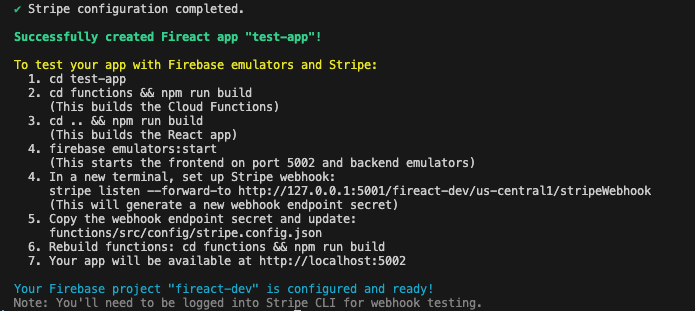 ✔ Stripe configuration completed.
Successfully created Fireact app "test-app"!
To test your app with Firebase emulators and Stripe:
1. cd test-app
2. cd functions && npm run build
(This builds the Cloud Functions)
3. cd .. && npm run build
(This builds the React app)
4. firebase emulators:start
(This starts the frontend on port 5002 and backend emulators)
4. In a new terminal, set up Stripe webhook:
stripe listen --forward-to http://127.0.0.1:5001/fireact-dev/us-central1/stripeWebhook
(This will generate a new webhook endpoint secret)
5. Copy the webhook endpoint secret and update:
functions/src/config/stripe.config.json
6. Rebuild functions: cd functions && npm run build
7. Your app will be available at http://localhost:5002
Your Firebase project "fireact-dev" is configured and ready!
Note: You'll need to be logged into Stripe CLI for webhook testing.